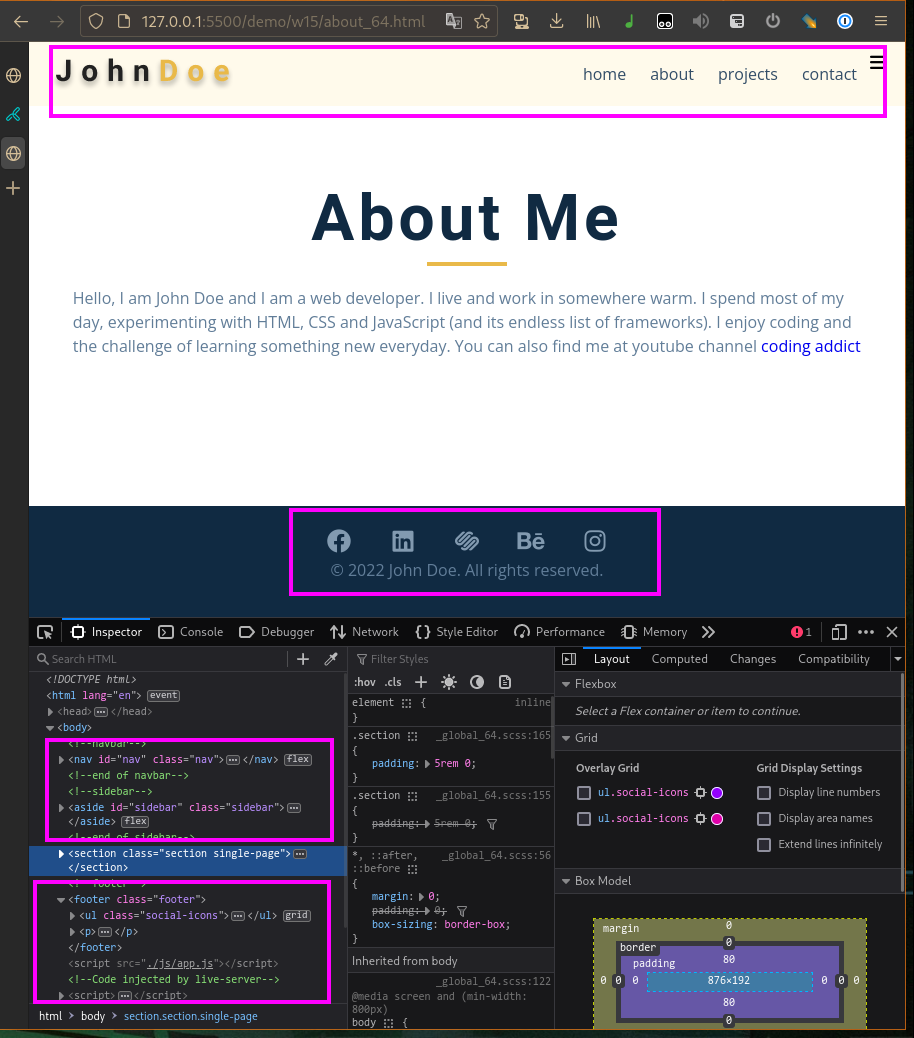 127.0.0.1:5500/demo/w15/about_64.html
JohnDoe
home about projects contact
About Me
Hello, I am John Doe and I am a web developer. I live and work in somewhere warm. I spend most of my
day, experimenting with HTML, CSS and JavaScript (and its endless list of frameworks). I enjoy coding and
the challenge of learning something new everyday. You can also find me at youtube channel coding addict
© 2022 John Doe. All rights reserved.
Inspector Console Debugger Network Style Editor Performance Memory 1
Search HTML
<!DOCTYPE html>
<html lang="en"> event
<head> </head>
<body>
<!--navbar-->
<nav id="nav" class="nav"> </nav> flex
<!--end of navbar-->
<!--sidebar-->
<aside id="sidebar" class="sidebar">
</aside> flex
<!--end of sidebar-->
<section class="section single-page">
</section>
<!--footer-->
<footer class="footer">
<ul class="social-icons"> </ul> grid
<p> </p>
</footer>
<script src="./js/app.js"></script>
<!--Code injected by live-server-->
<script> </script>
html body section.section.single-page
Filter Styles
:hov .cls
element { inline
}
.section _global_64.scss:165
{
padding: 5rem 0;
}
.section _global_64.scss:155
{
padding: 5rem 0;
}
*, ::after, _global_64.scss:56
::before
{
margin: 0;
padding: 0;
box-sizing: border-box;
}
Inherited from body
_global_64.scss:122
@media screen and (min-width:
800px)
body {
Layout Computed Changes Compatibility
Flexbox
Select a Flex container or item to continue.
Grid
Overlay Grid
ul.social-icons
ul.social-icons
Grid Display Settings
Display line numbers
Display area names
Extend lines infinitely
Box Model
margin 0
border 0
padding 80
0 0 0 876×192 0 0 0
80
0